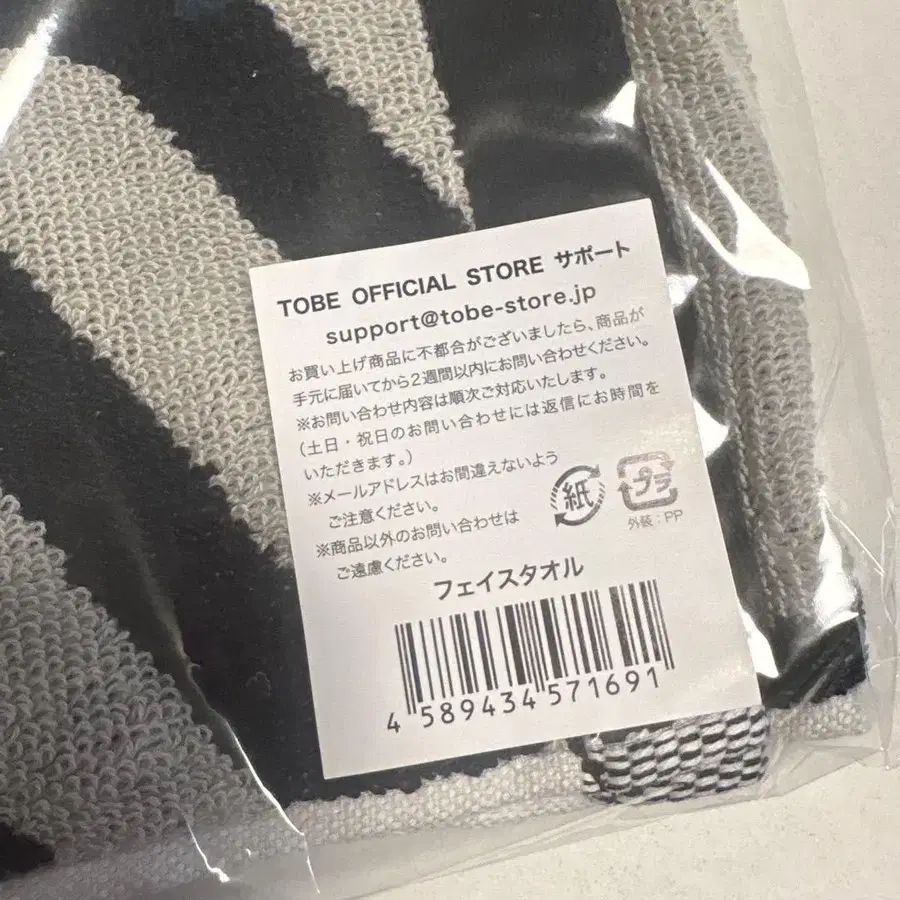 TOBE OFFICIAL STORE サポート
support@tobe-store.jp
お買い上げ商品に不都合がございましたら、商品が
手元に届いてから2週間以内にお問い合わせください。
※お問い合わせ内容は順次ご対応いたします。
(土日・祝日のお問い合わせには返信にお時間を
いただきます。)
※メールアドレスはお間違えないよう
ご注意ください。
※商品以外のお問い合わせは
ご遠慮ください。
紙
プラ
外装:PP
フェイスタオル
4 589434 571691